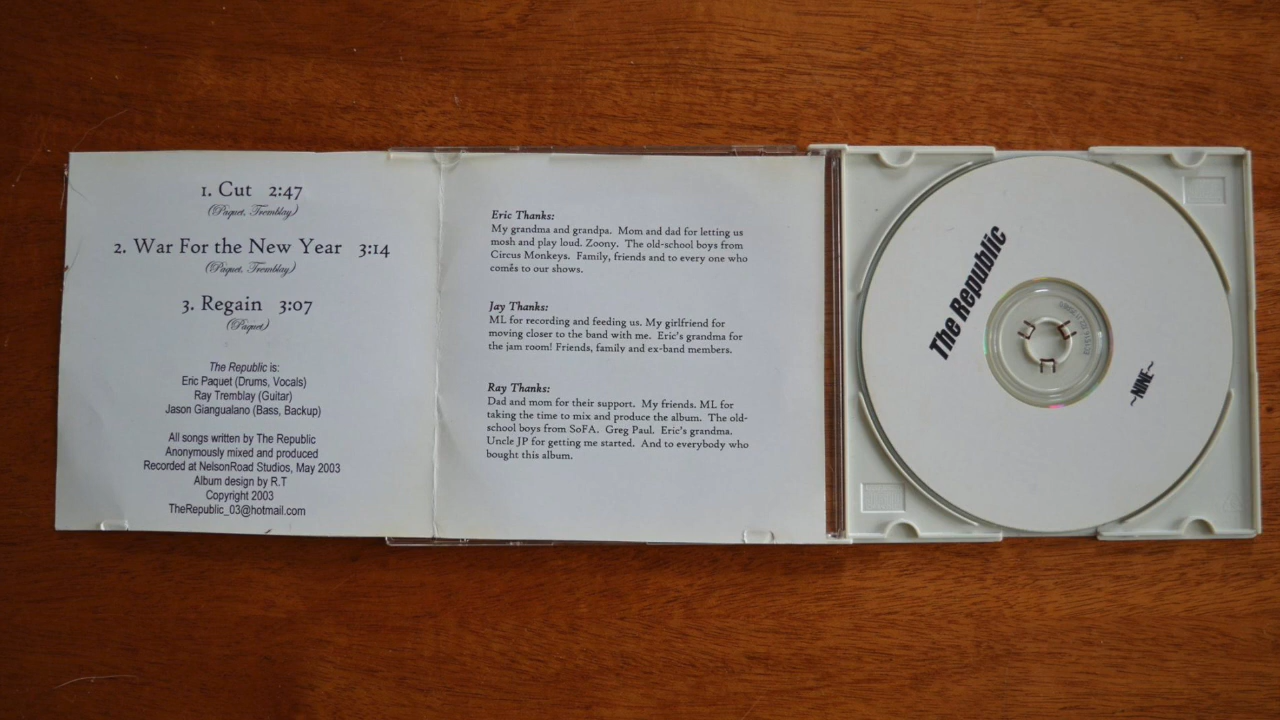 1. Cut 2:47
(Paquet, Tremblay)
2. War For the New Year 3:14
(Paquet, Tremblay)
3. Regain 3:07
(Paquet)
The Republic is:
Eric Paquet (Drums, Vocals)
Ray Tremblay (Guitar)
Jason Giangualano (Bass, Backup)
All songs written by The Republic
Anonymously mixed and produced
Recorded at NelsonRoad Studios, May 2003
Album design by R.T
Copyright 2003
TheRepublic_03@hotmail.com
Eric Thanks:
My grandma and grandpa. Mom and dad for letting us
mosh and play loud. Zoony. The old-school boys from
Circus Monkeys. Family, friends and to every one who
comes to our shows.
Jay Thanks:
ML for recording and feeding us. My girlfriend for
moving closer to the band with me. Eric's grandma for
the jam room! Friends, family and ex-band members.
Ray Thanks:
Dad and mom for their support. My friends. ML for
taking the time to mix and produce the album. The old-
school boys from SoFA. Greg Paul. Eric's grandma.
Uncle JP for getting me started. And to everybody who
bought this album.
The Republic
~NINE~